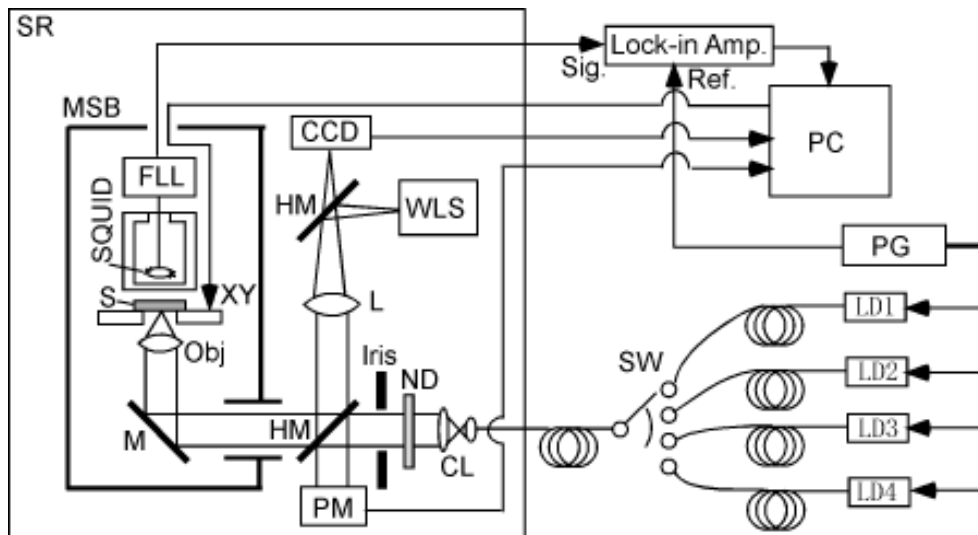 SR
Lock-in Amp.
Sig.
Ref.
MSB
CCD
PC
FLL
HM
WLS
SQUID
PG
S
XY
L
LD1
Obj
Iris
ND
SW
LD2
M
HM
CL
LD3
PM
LD4